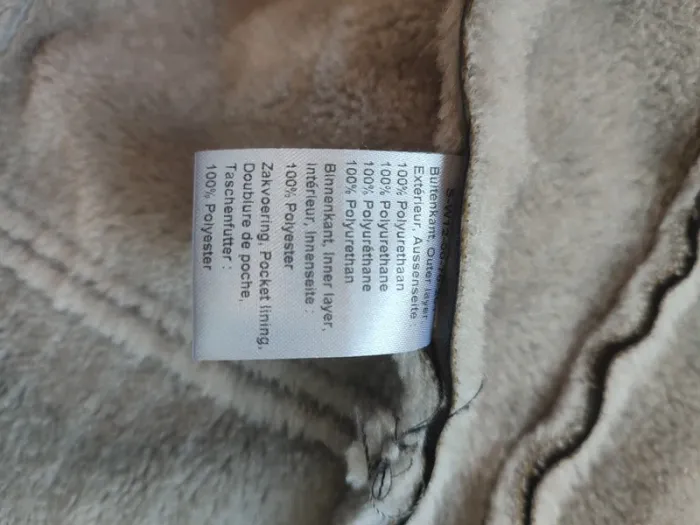 Buitenkant, Outer layer
Extérieur, Aussenseite :
100% Polyurethaan
100% Polyurethane
100% Polyuréthane
100% Polyurethan
Binnenkant, Inner layer,
Intérieur, Innenseite :
100% Polyester
Zakvoering, Pocket lining,
Doublure de poche,
Taschenfutter :
100% Polyester